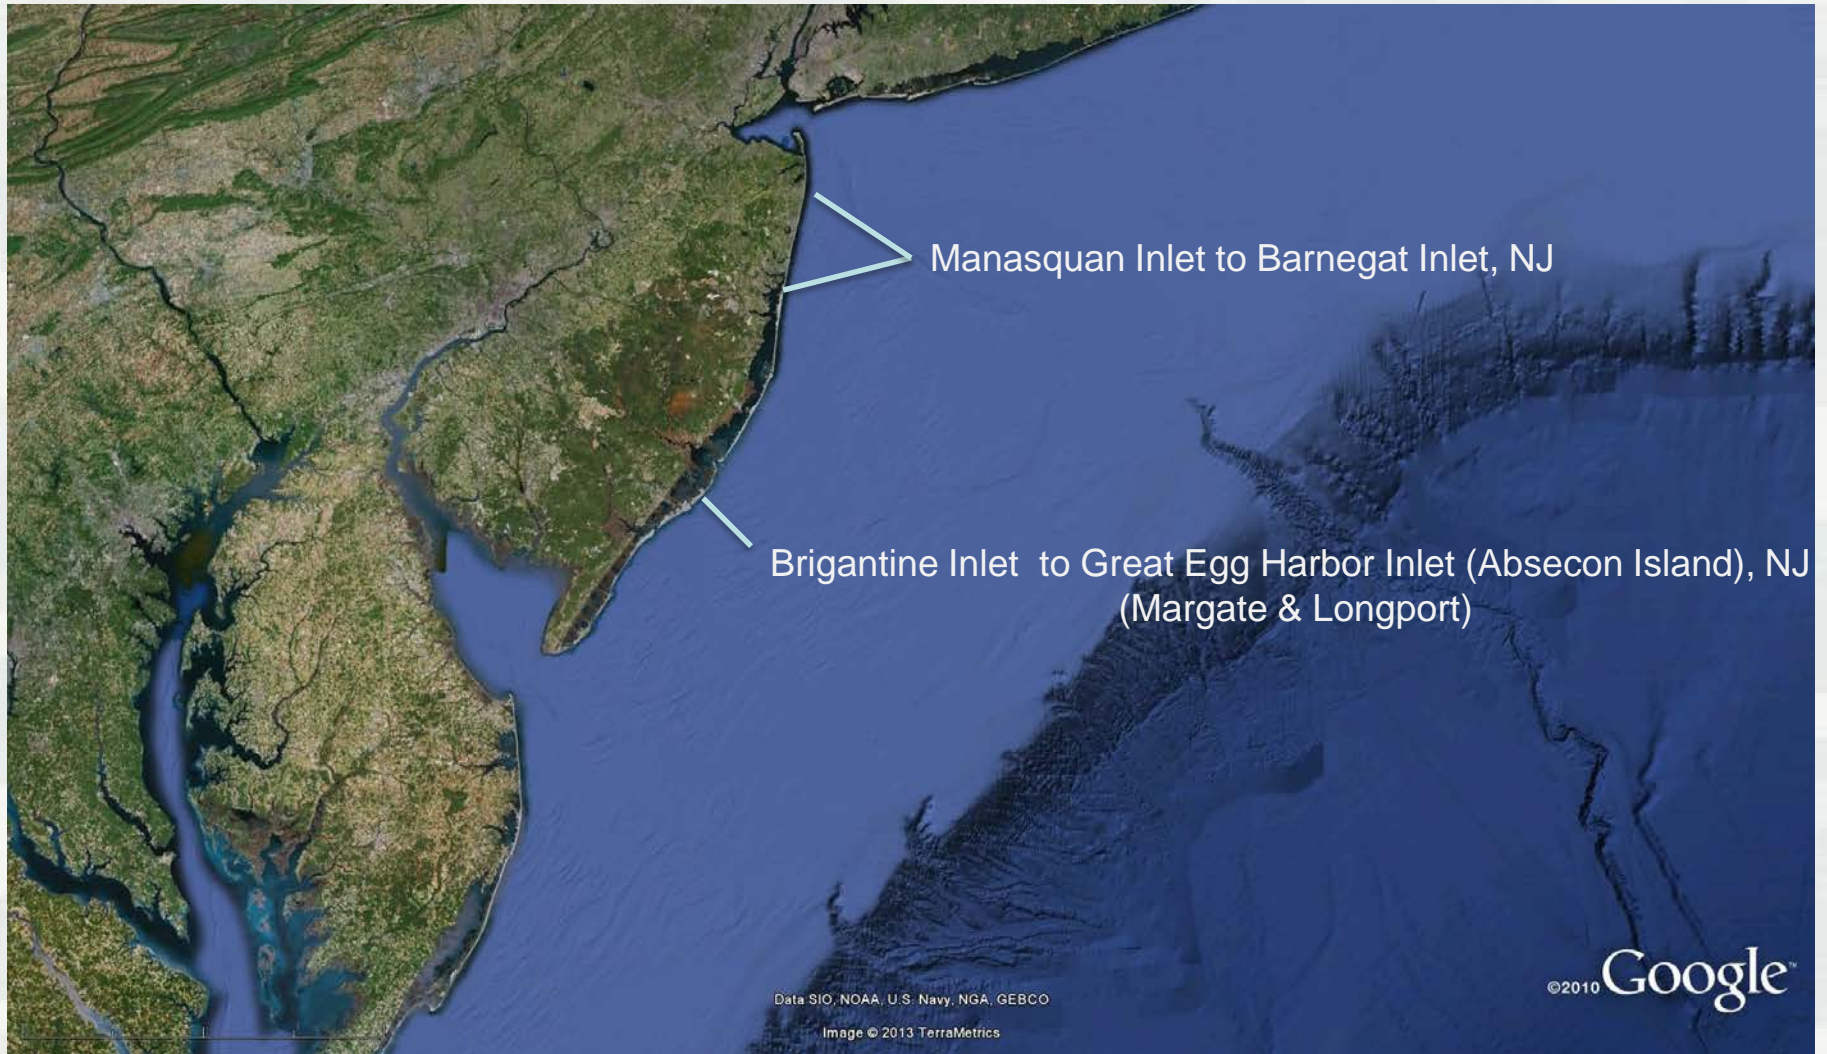 Manasquan Inlet to Barnegat Inlet, NJ
Brigantine Inlet  to Great Egg Harbor Inlet (Absecon Island), NJ
(Margate & Longport)
©2010 Google™
Data SIO, NOAA, U.S. Navy, NGA, GEBCO
Image © 2013 TerraMetrics